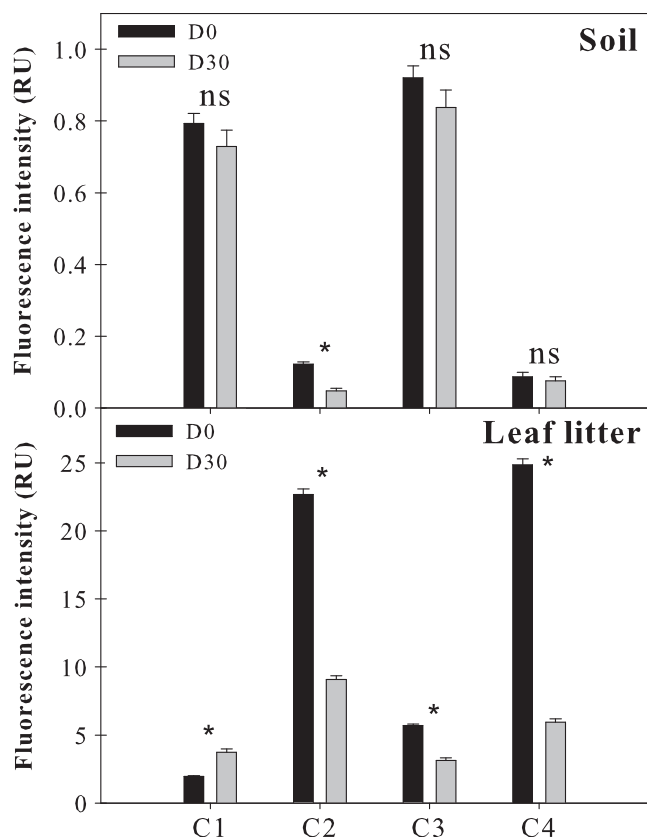 D0
D30
Soil
Fluorescence intensity (RU)
1.0
0.8
0.6
0.4
0.2
0.0
ns
*
ns
ns
D0
D30
Leaf litter
Fluorescence intensity (RU)
25
20
15
10
5
0
*
*
*
*
C1 C2 C3 C4